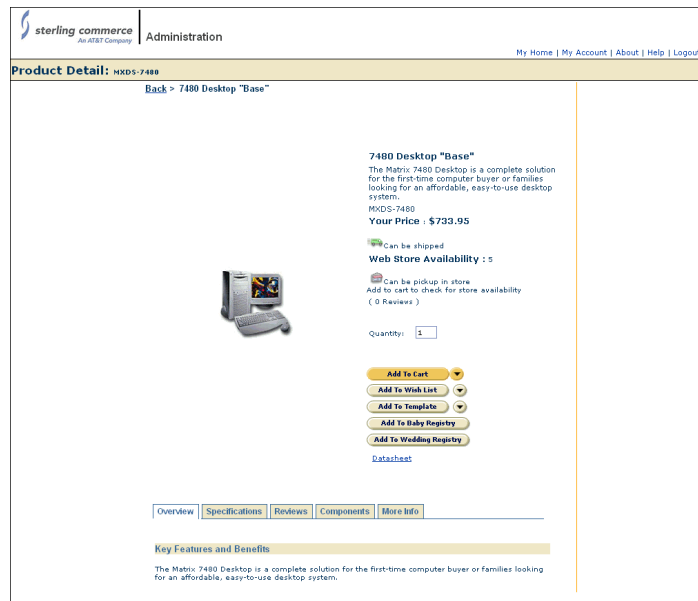 sterling commerce
An AT&T Company
Administration
My Home | My Account | About | Help | Logout
Product Detail: MXDS-7480
Back > 7480 Desktop "Base"
7480 Desktop "Base"
The Matrix 7480 Desktop is a complete solution
for the first-time computer buyer or families
looking for an affordable, easy-to-use desktop
system.
MXDS-7480
Your Price : $733.95
Can be shipped
Web Store Availability : 5
Can be pickup in store
Add to cart to check for store availability
( 0 Reviews )
Quantity: 1
Add To Cart
Add To Wish List
Add To Template
Add To Baby Registry
Add To Wedding Registry
Datasheet
Overview Specifications Reviews Components More Info
Key Features and Benefits
The Matrix 7480 Desktop is a complete solution for the first-time computer buyer or families looking
for an affordable, easy-to-use desktop system.